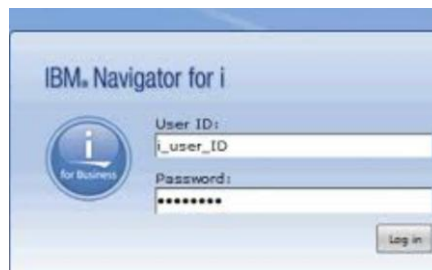 IBM® Navigator for i
User ID:
i_user_ID
i
for Business
Password:
••••••••
Log in